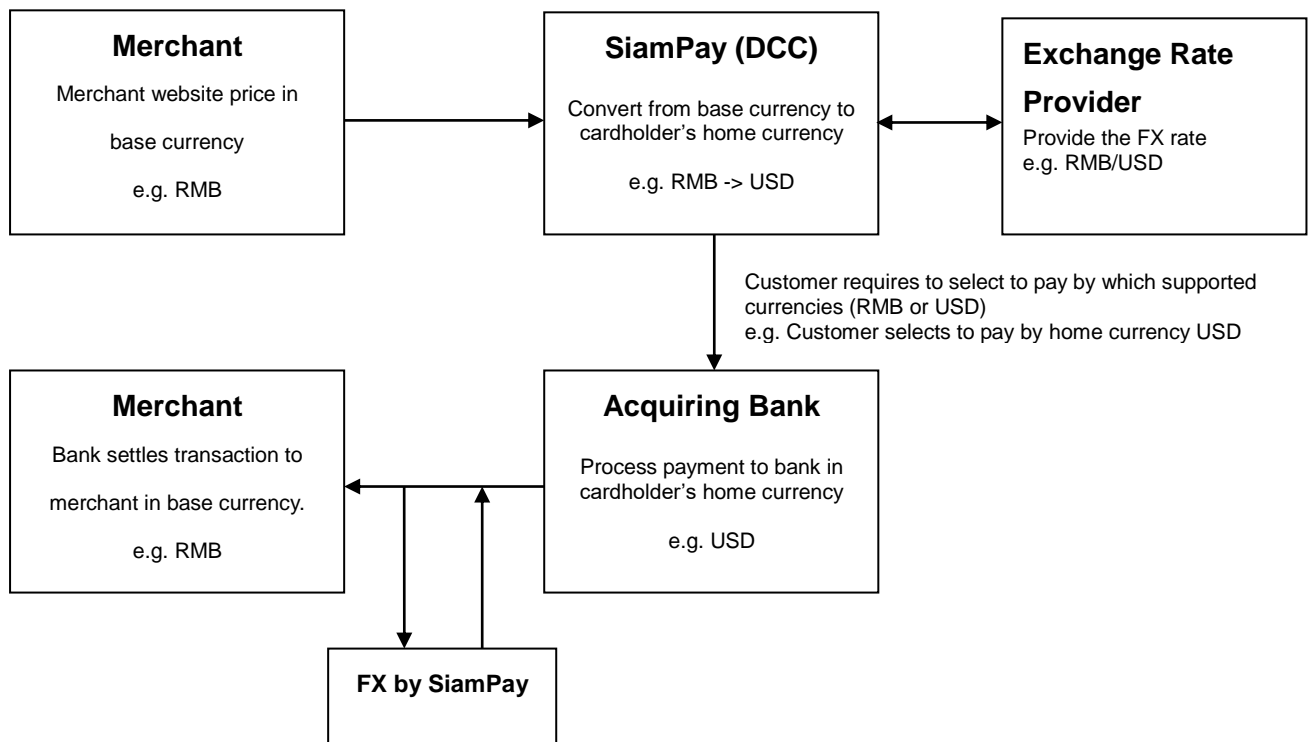 Merchant
Merchant website price in
base currency
e.g. RMB
SiamPay (DCC)
Convert from base currency to
cardholder’s home currency
e.g. RMB -> USD
Exchange Rate
Provider
Provide the FX rate
e.g. RMB/USD
Customer requires to select to pay by which supported
currencies (RMB or USD)
e.g. Customer selects to pay by home currency USD
Merchant
Bank settles transaction to
merchant in base currency.
e.g. RMB
Acquiring Bank
Process payment to bank in
cardholder’s home currency
e.g. USD
FX by SiamPay